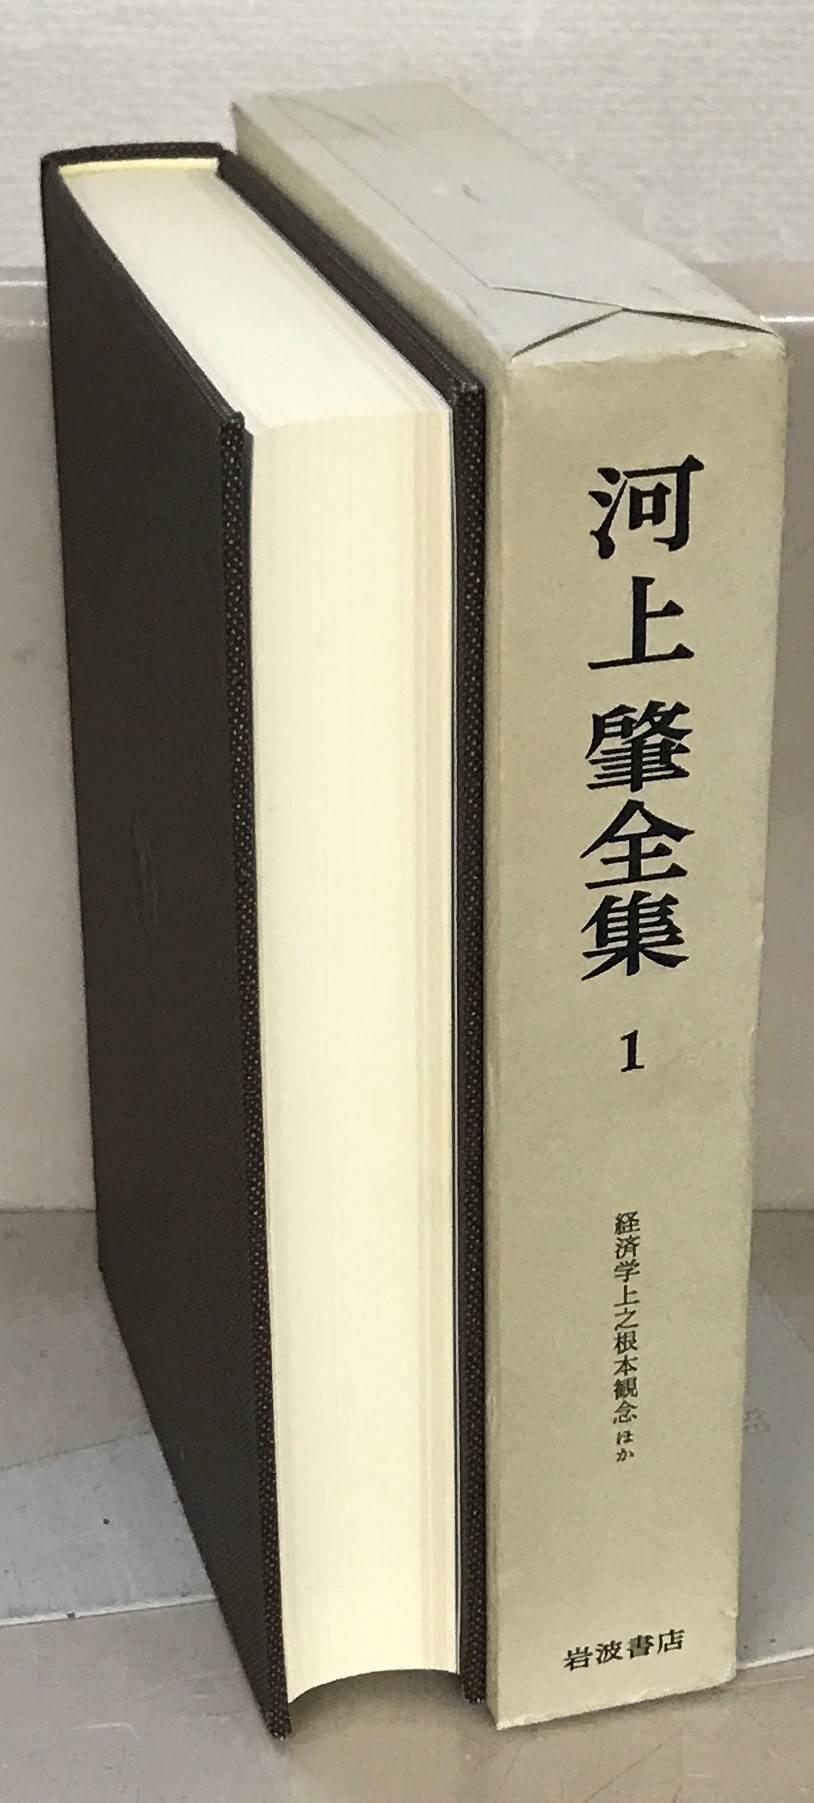 河上肇全集
1
経済学上之根本観念ほか
岩波書店